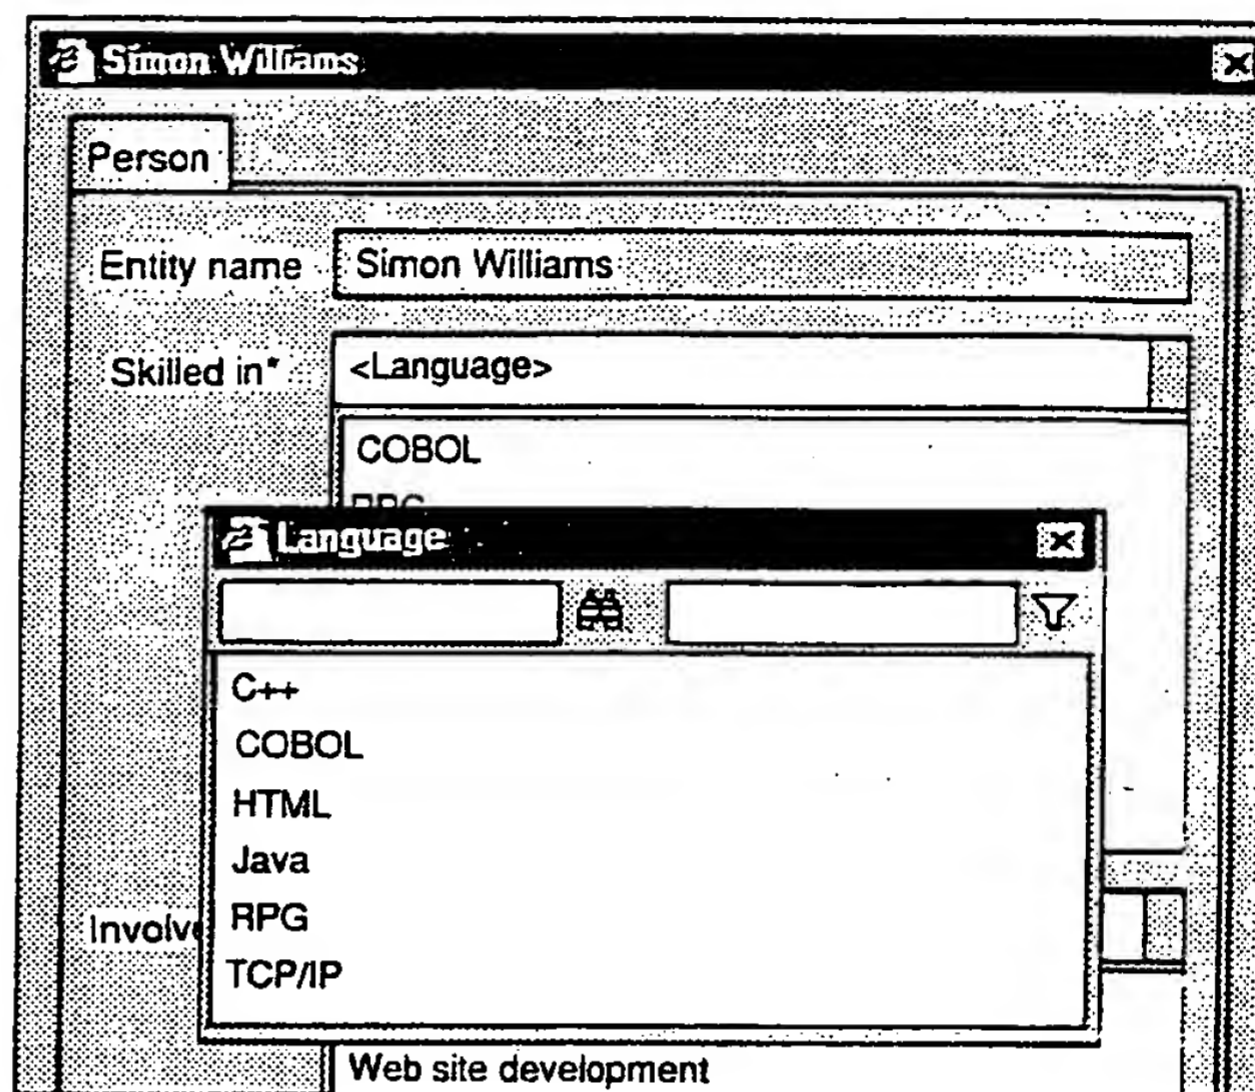 Simon Williams
Person
Entity name Simon Williams
Skilled in* <Language>
COBOL
RPG
Language
C++
COBOL
HTML
Java
RPG
TCP/IP
Web site development